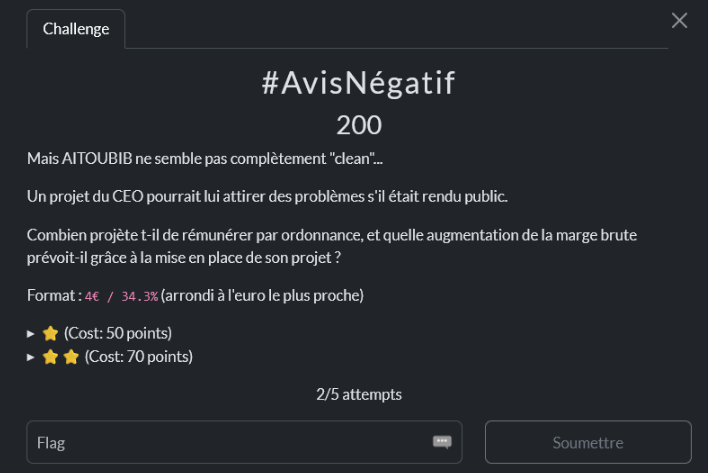 Challenge
#AvisNégatif
200
Mais AITOUBIB ne semble pas complètement "clean"...
Un projet du CEO pourrait lui attirer des problèmes s'il était rendu public.
Combien projète t-il de rémunérer par ordonnance, et quelle augmentation de la marge brute
prévoit-il grâce à la mise en place de son projet ?
Format : 4€ / 34.3% (arrondi à l'euro le plus proche)
(Cost: 50 points)
(Cost: 70 points)
2/5 attempts
Flag
Soumettre